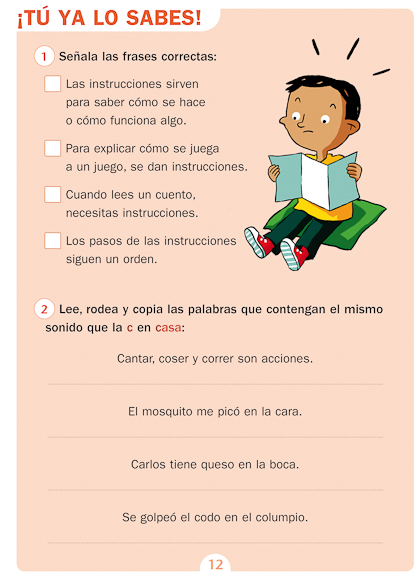 ¡TÚ YA LO SABES!
1 Señala las frases correctas:
Las instrucciones sirven
para saber cómo se hace
o cómo funciona algo.
Para explicar cómo se juega
a un juego, se dan instrucciones.
Cuando lees un cuento,
necesitas instrucciones.
Los pasos de las instrucciones
siguen un orden.
2 Lee, rodea y copia las palabras que contengan el mismo
sonido que la c en casa:
Cantar, coser y correr son acciones.
El mosquito me picó en la cara.
Carlos tiene queso en la boca.
Se golpeó el codo en el columpio.
12